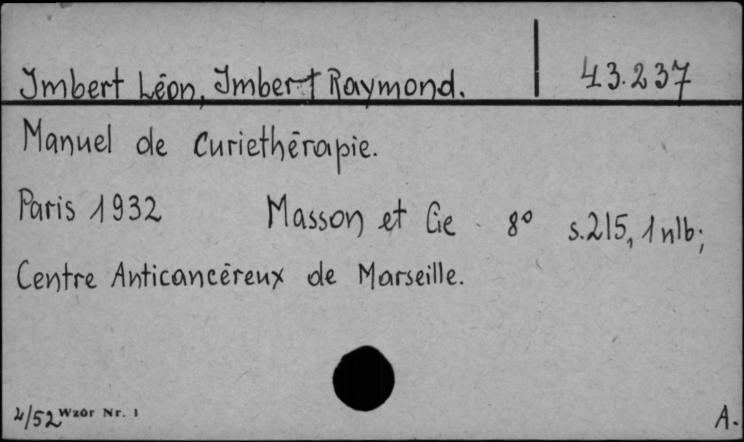 Imbert Léon, Imbert Raymond. 43.237
Manuel de Curiethérapie.
Paris 1932 Masson et Cie 8° s.215, 1 nlb;
Centre Anticancéreux de Marseille.
4/52 Wzór Nr. 1 A.